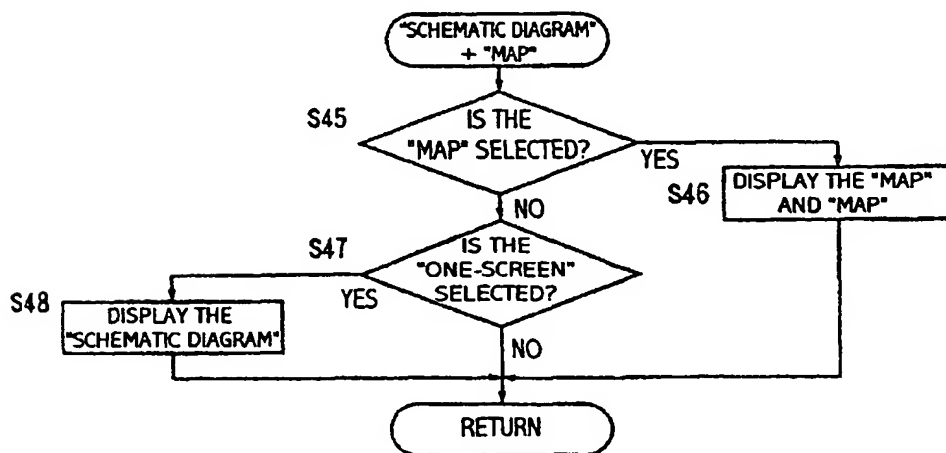 "SCHEMATIC DIAGRAM"
+ "MAP"
S45
IS THE
"MAP" SELECTED?
YES
S46
DISPLAY THE "MAP"
AND "MAP"
NO
S47
IS THE
"ONE-SCREEN"
SELECTED?
YES
S48
DISPLAY THE
"SCHEMATIC DIAGRAM"
NO
RETURN